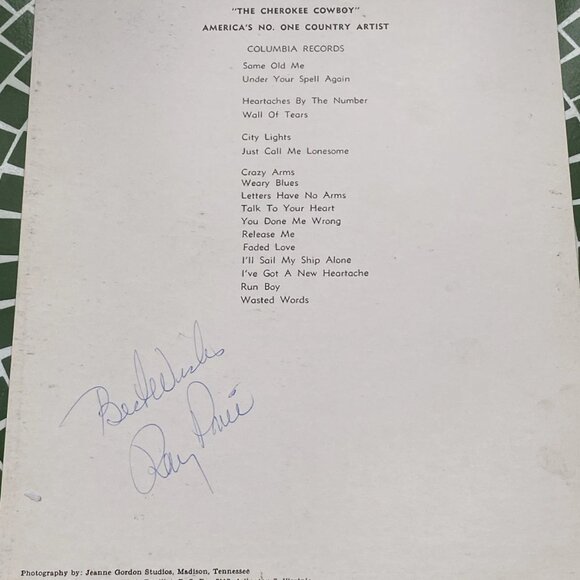 "THE CHEROKEE COWBOY"
AMERICA'S NO. ONE COUNTRY ARTIST
COLUMBIA RECORDS
Same Old Me
Under Your Spell Again
Heartaches By The Number
Wall Of Tears
City Lights
Just Call Me Lonesome
Crazy Arms
Weary Blues
Letters Have No Arms
Talk To Your Heart
You Done Me Wrong
Release Me
Faded Love
I'll Sail My Ship Alone
I've Got A New Heartache
Run Boy
Wasted Words
Best Wishes
Ray Price
Photography by: Jeanne Gordon Studios, Madison, Tennessee